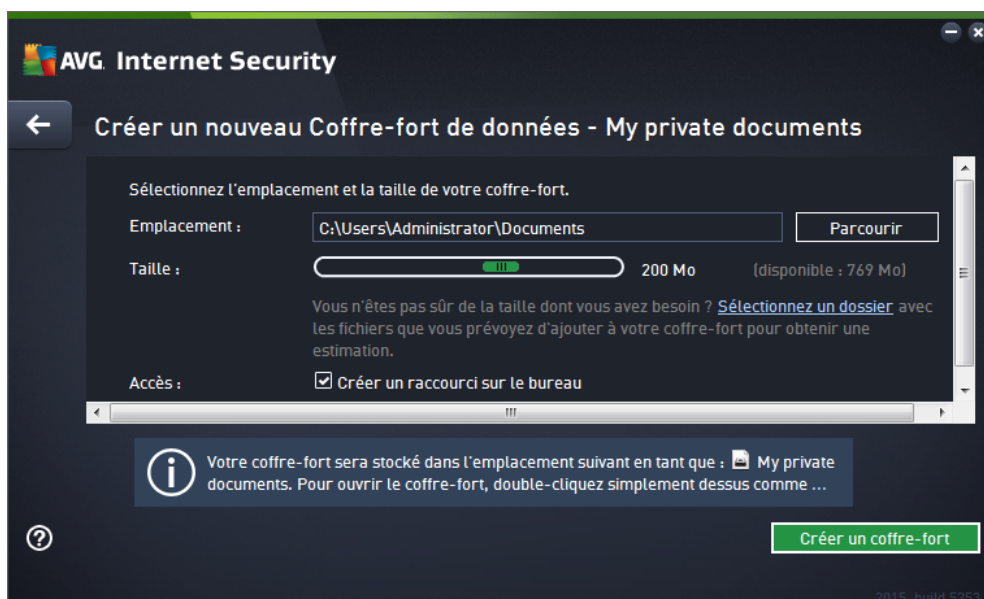 AVG Internet Security
Créer un nouveau Coffre-fort de données - My private documents
Sélectionnez l'emplacement et la taille de votre coffre-fort.
Emplacement : C:\Users\Administrator\Documents Parcourir
Taille : 200 Mo (disponible : 769 Mo)
Vous n'êtes pas sûr de la taille dont vous avez besoin ? Sélectionnez un dossier avec
les fichiers que vous prévoyez d'ajouter à votre coffre-fort pour obtenir une
estimation.
Accès : Créer un raccourci sur le bureau
Votre coffre-fort sera stocké dans l'emplacement suivant en tant que : My private
documents. Pour ouvrir le coffre-fort, double-cliquez simplement dessus comme ...
Créer un coffre-fort
2015, build 5253